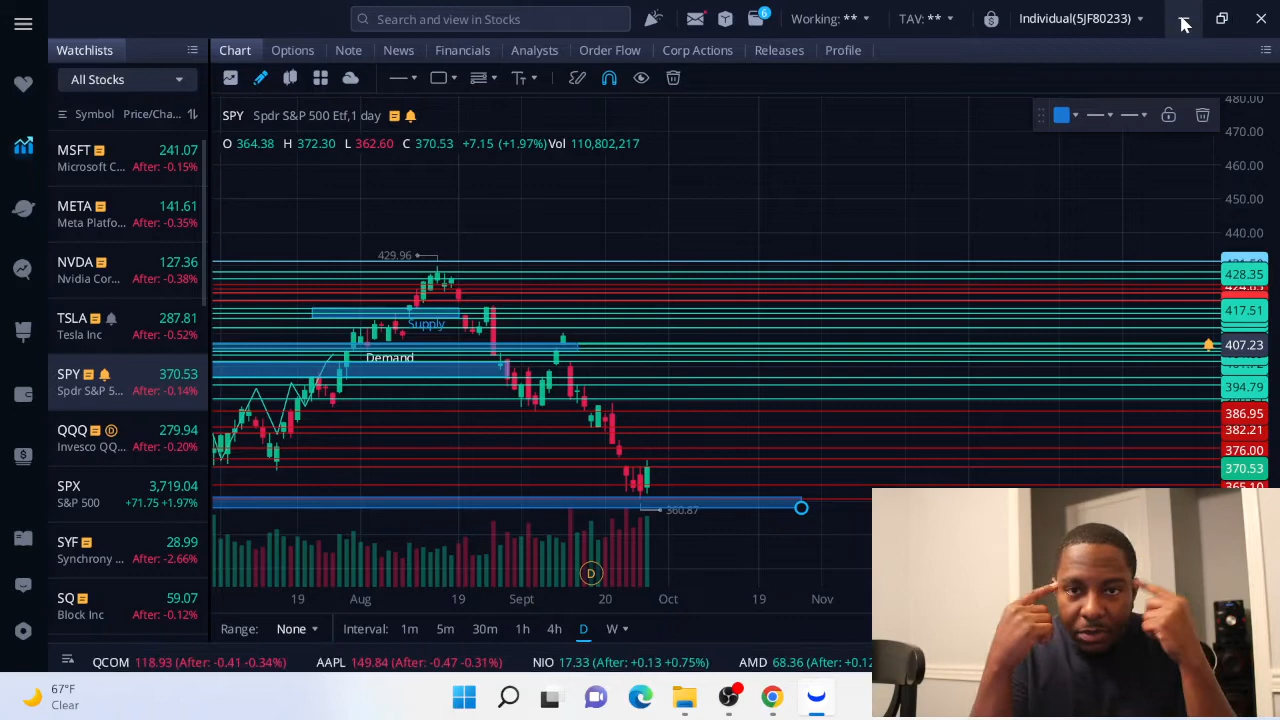 Search and view in Stocks
6
Working: **
TAV: **
Individual(5JF80233)
Watchlists
Chart
Options
Note
News
Financials
Analysts
Order Flow
Corp Actions
Releases
Profile
All Stocks
Symbol Price/Cha...
MSFT 241.07
Microsoft C... After: -0.15%
META 141.61
Meta Platfo... After: -0.35%
NVDA 127.36
Nvidia Cor... After: -0.38%
TSLA 287.81
Tesla Inc After: -0.52%
SPY 370.53
Spdr S&P 5... After: -0.14%
QQQ D 279.94
Invesco QQ... After: -0.20%
SPX 3,719.04
S&P 500 +71.75 +1.97%
SYF 28.99
Synchrony ... After: -2.66%
SQ 59.07
Block Inc After: -0.12%
SPY Spdr S&P 500 Etf,1 day
O 364.38 H 372.30 L 362.60 C 370.53 +7.15 (+1.97%)Vol 110,802,217
480.00
470.00
460.00
450.00
440.00
428.35
417.51
407.23
394.79
386.95
382.21
376.00
370.53
365.10
429.96
Supply
Demand
360.87
D
19 Aug 19 Sept 20 Oct 19 Nov
Range: None Interval: 1m 5m 30m 1h 4h D W
QCOM 118.93 (After: -0.41 -0.34%) AAPL 149.84 (After: -0.47 -0.31%) NIO 17.33 (After: +0.13 +0.75%) AMD 68.36 (After: +0.12
67°F
Clear